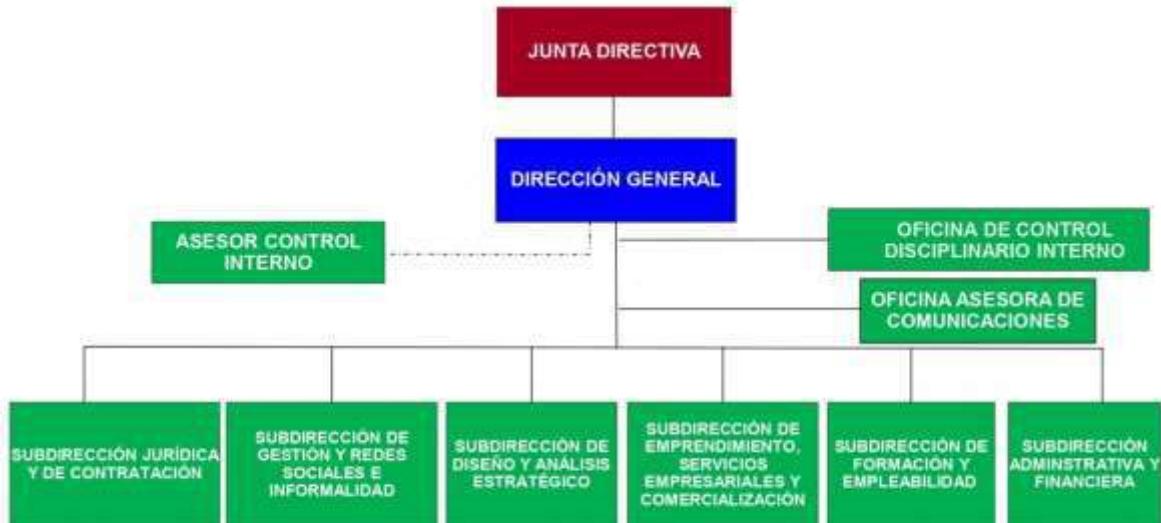 JUNTA DIRECTIVA
DIRECCIÓN GENERAL
ASESOR CONTROL
INTERNO
OFICINA DE CONTROL
DISCIPLINARIO INTERNO
OFICINA ASESORA DE
COMUNICACIONES
SUBDIRECCIÓN JURÍDICA
Y DE CONTRATACIÓN
SUBDIRECCIÓN DE
GESTIÓN Y REDES
SOCIALES E
INFORMALIDAD
SUBDIRECCIÓN DE
DISEÑO Y ANÁLISIS
ESTRATÉGICO
SUBDIRECCIÓN DE
EMPRENDIMIENTO,
SERVICIOS
EMPRESARIALES Y
COMERCIALIZACIÓN
SUBDIRECCIÓN DE
FORMACIÓN Y
EMPLEABILIDAD
SUBDIRECCIÓN
ADMINSTRATIVA Y
FINANCIERA